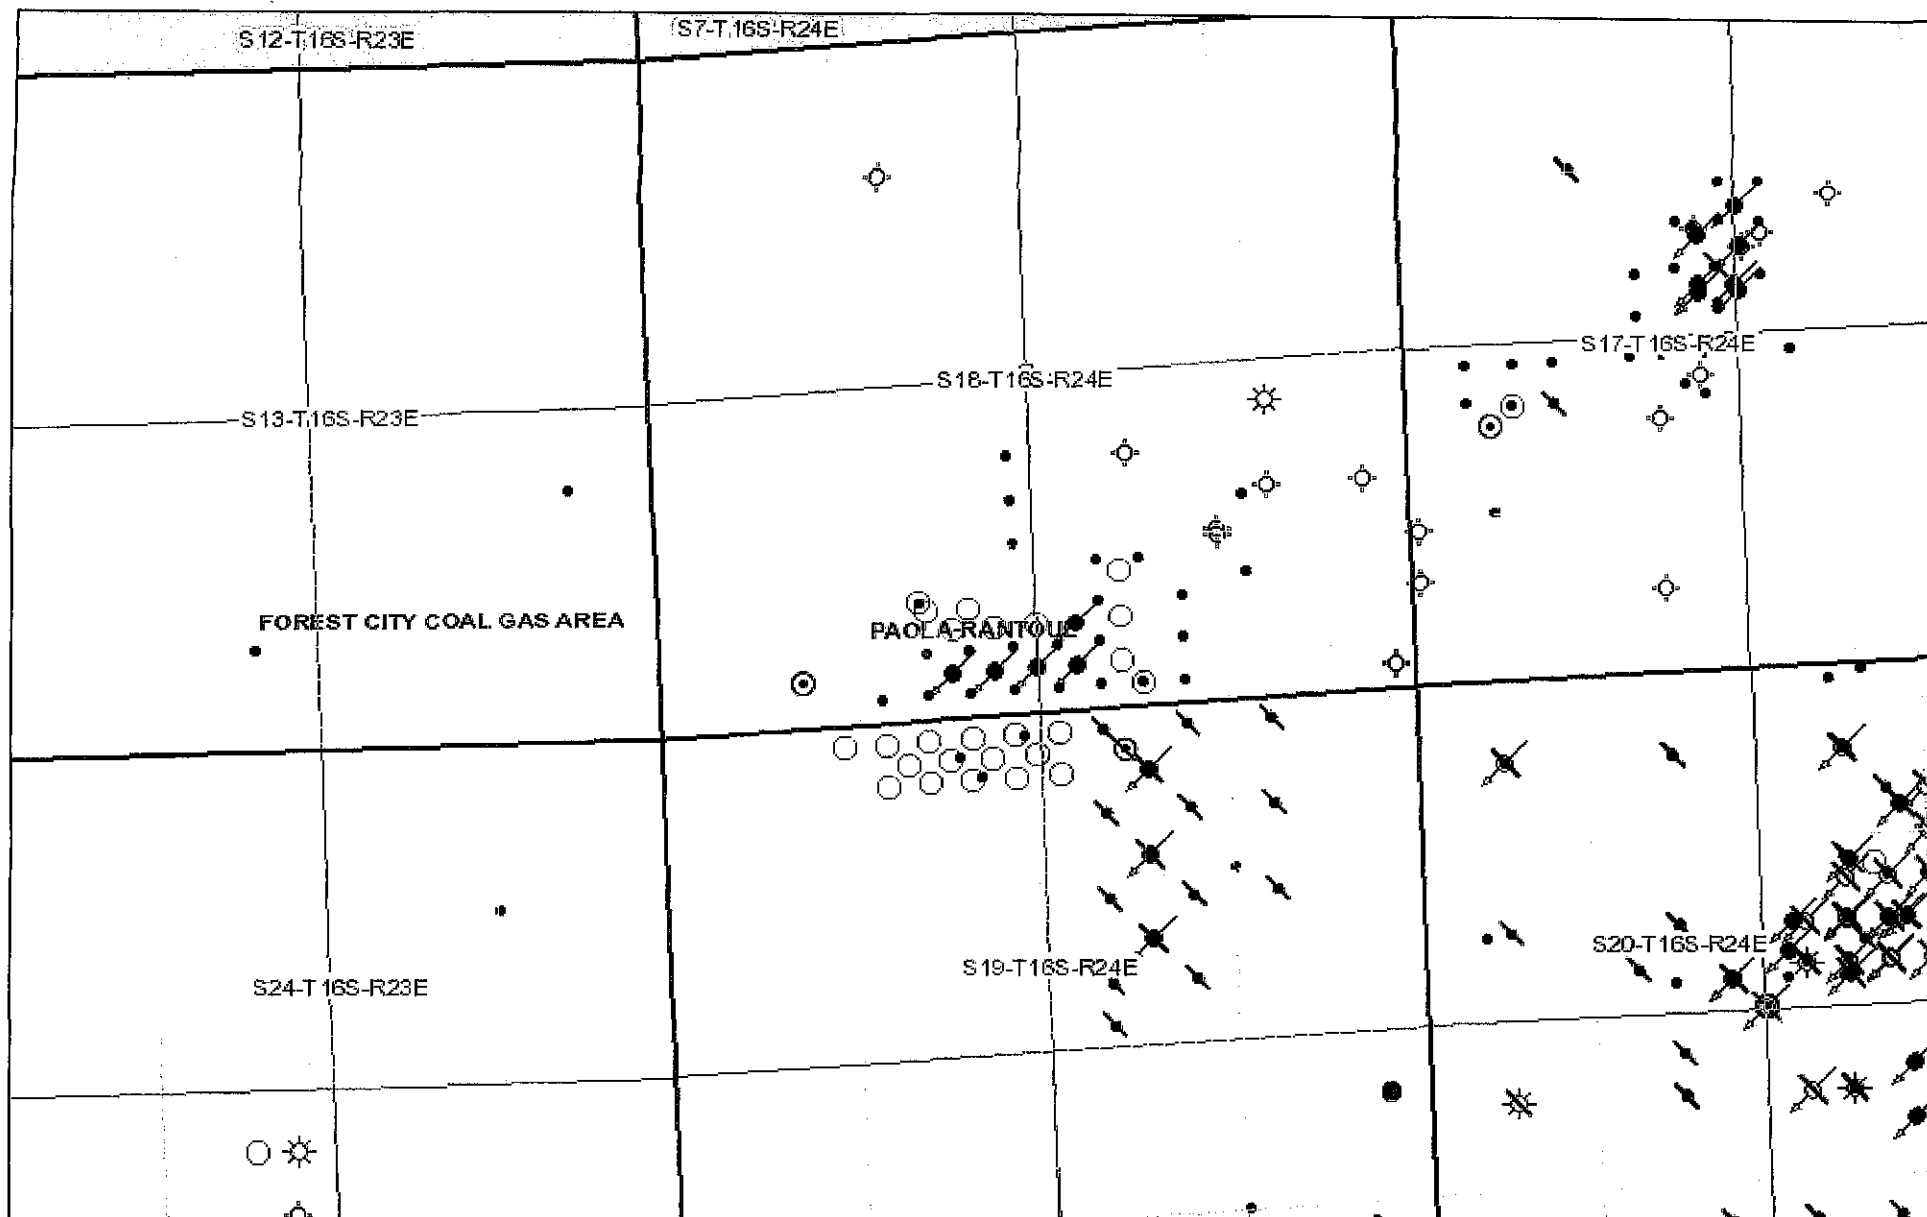 S12-T16S-R23E
S7-T16S-R24E
S17-T16S-R24E
S18-T16S-R24E
S13-T16S-R23E
FOREST CITY COAL GAS AREA
PAOLA-RANTOUL
S20-T16S-R24E
S19-T16S-R24E
S24-T16S-R23E